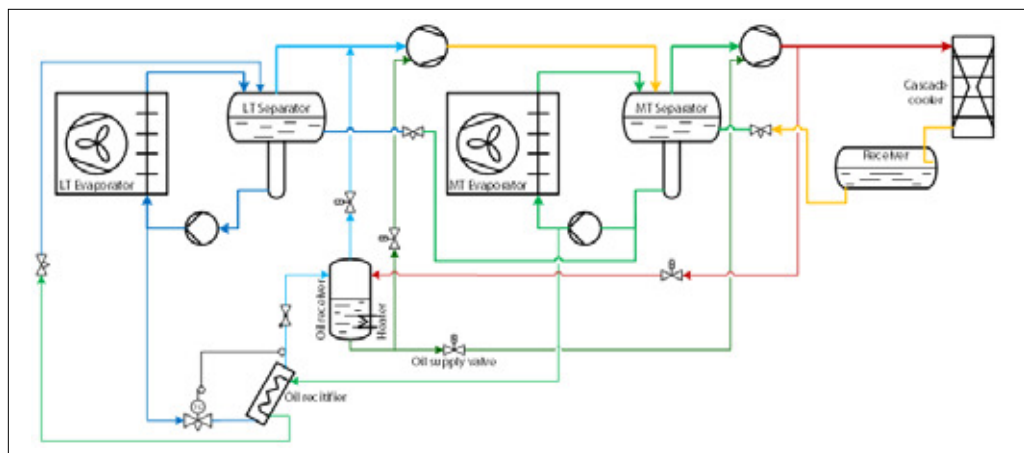 LT Separator
MT Separator
Cascade
cooler
Receiver
LT Evaporator
MT Evaporator
Oil receiver
Heater
Oil supply valve
Oil rectifier